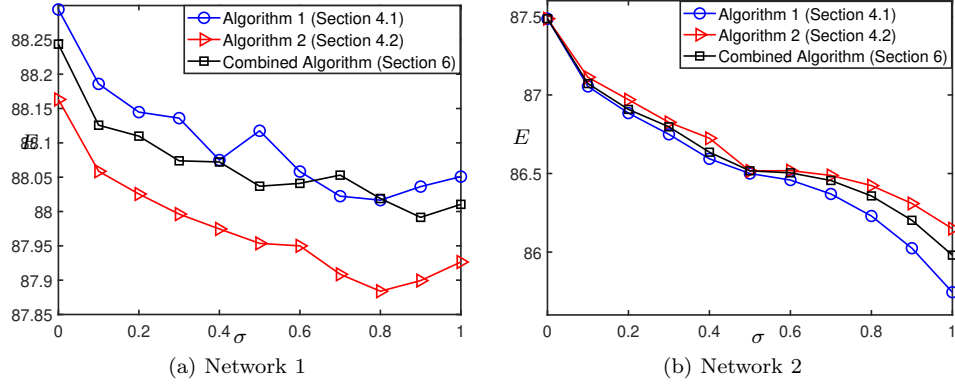 88.25
88.2
88.15
88.1
E
88.05
88
87.95
87.9
87.85
0
0.2
0.4
σ
0.6
0.8
1
Algorithm 1 (Section 4.1)
Algorithm 2 (Section 4.2)
Combined Algorithm (Section 6)
(a) Network 1
87.5
87
E
86.5
86
0
0.2
0.4
σ
0.6
0.8
1
Algorithm 1 (Section 4.1)
Algorithm 2 (Section 4.2)
Combined Algorithm (Section 6)
(b) Network 2